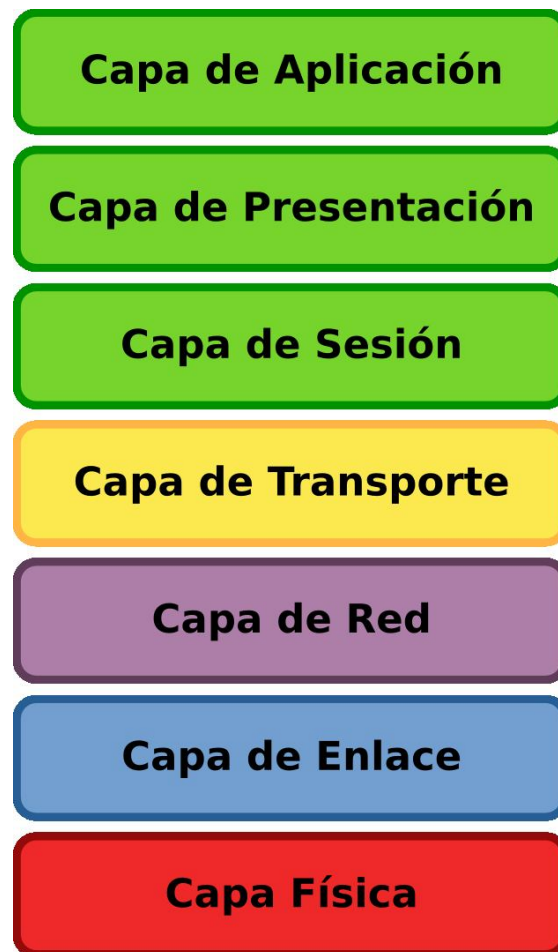 Capa de Aplicación
Capa de Presentación
Capa de Sesión
Capa de Transporte
Capa de Red
Capa de Enlace
Capa Física